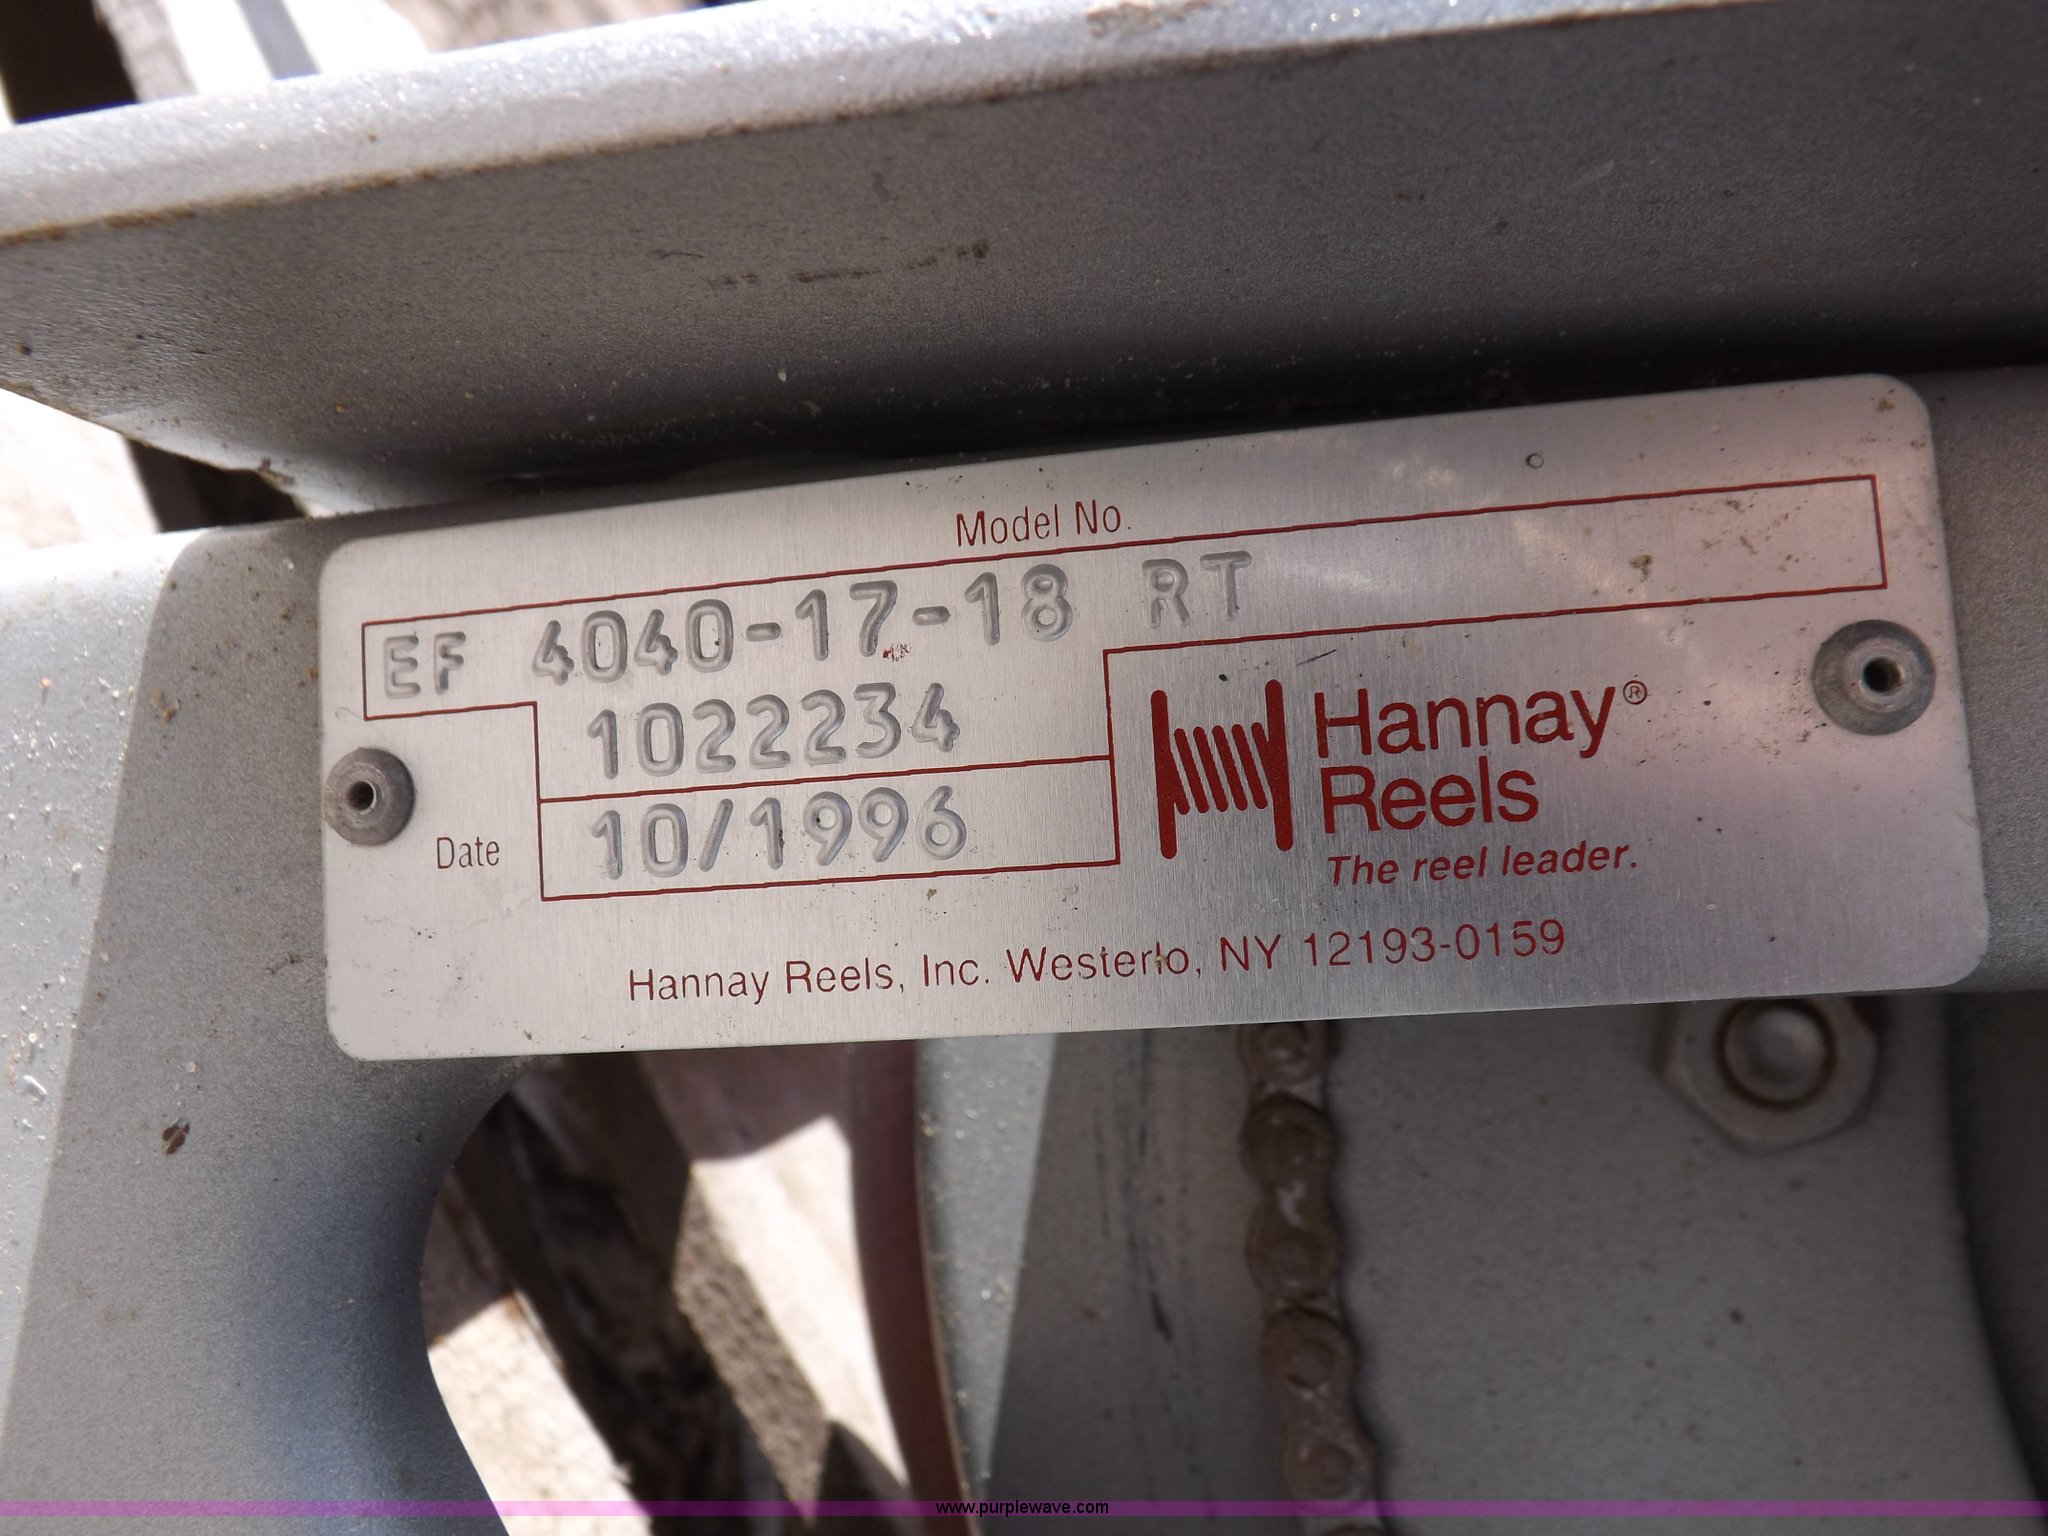 Model No.
EF 4040-17-18 RT
1022234
Date 10/1996
Hannay®
Reels
The reel leader.
Hannay Reels, Inc. Westerlo, NY 12193-0159
www.purplewave.com